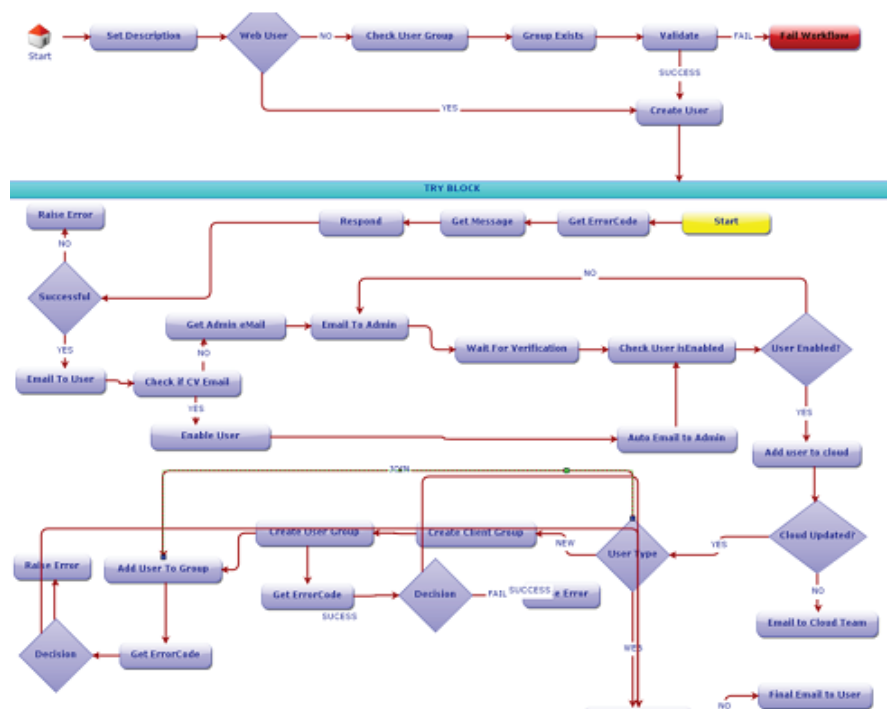 Start
Set Description
Web User
NO
Check User Group
Group Exists
Validate
FAIL
Fail Workflow
SUCCESS
YES
Create User
TRY BLOCK
Raise Error
Respond
Get Message
Get ErrorCode
Start
NO
NO
Successful
Get Admin eMail
Email To Admin
YES
NO
Wait For Verification
Check User isEnabled
User Enabled?
Email To User
Check if CV Email
YES
YES
Enable User
Auto Email to Admin
Add user to cloud
JOIN
Create User Group
Create Client Group
NEW
User Type
YES
Cloud Updated?
Raise Error
Add User To Group
Get ErrorCode
Decision
FAIL
SUCCESS
e Error
NO
SUCESS
Email to Cloud Team
Decision
Get ErrorCode
WEB
Final Email to User
NO